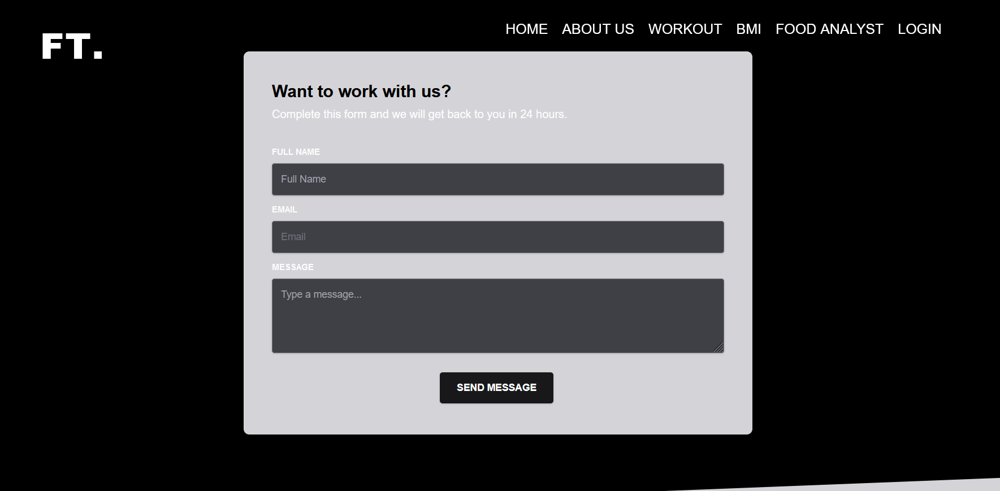 FT.
HOME ABOUT US WORKOUT BMI FOOD ANALYST LOGIN
Want to work with us?
Complete this form and we will get back to you in 24 hours.
FULL NAME
Full Name
EMAIL
Email
MESSAGE
Type a message...
SEND MESSAGE